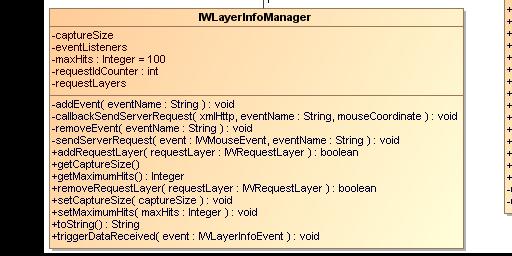 IWLayerInfoManager
-captureSize
-eventListeners
-maxHits : Integer = 100
-requestIdCounter : int
-requestLayers
-addEvent( eventName : String ) : void
-callbackSendServerRequest( xmlHttp, eventName : String, mouseCoordinate ) : void
-removeEvent( eventName : String ) : void
-sendServerRequest( event : IWMouseEvent, eventName : String ) : void
+addRequestLayer( requestLayer : IWRequestLayer ) : boolean
+getCaptureSize()
+getMaximumHits() : Integer
+removeRequestLayer( requestLayer : IWRequestLayer ) : boolean
+setCaptureSize( captureSize ) : void
+setMaximumHits( maxHits : Integer ) : void
+toString() : String
+triggerDataReceived( event : IWLayerInfoEvent ) : void